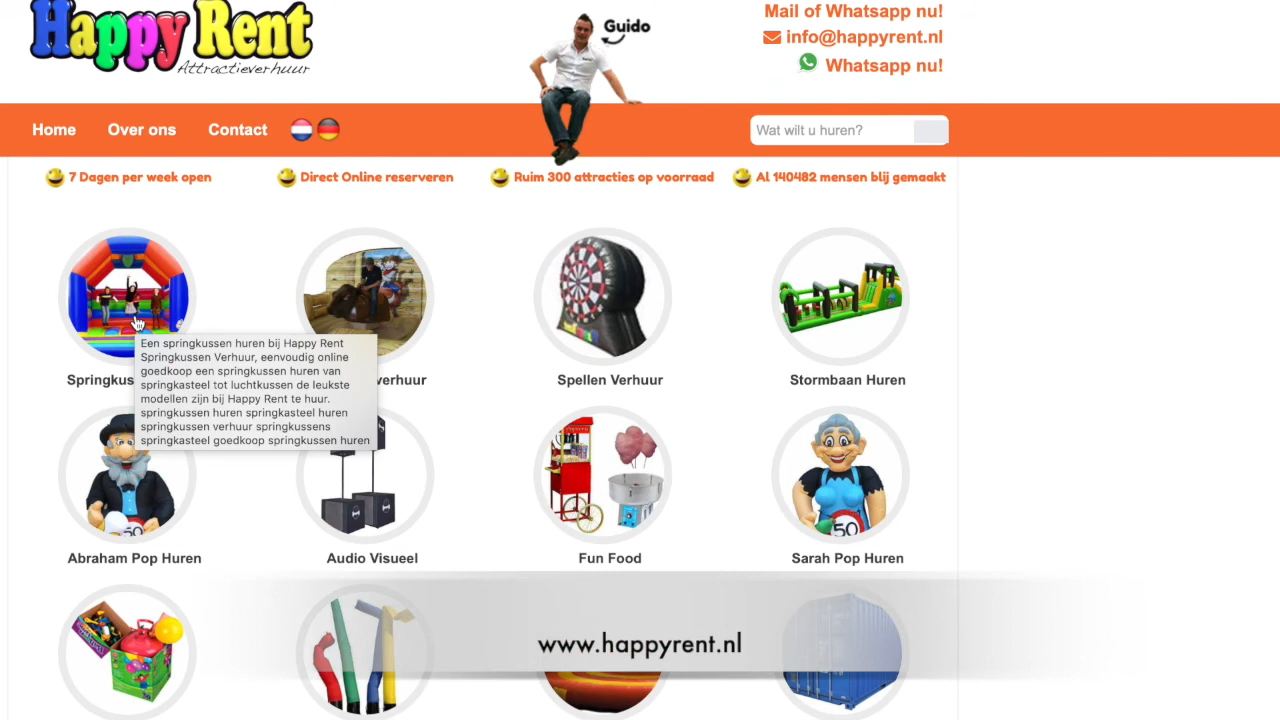 Happy Rent
Attractieverhuur
Guido
Mail of Whatsapp nu!
info@happyrent.nl
Whatsapp nu!
Home
Over ons
Contact
Wat wilt u huren?
7 Dagen per week open
Direct Online reserveren
Ruim 300 attracties op voorraad
Al 140482 mensen blij gemaakt
Een springkussen huren bij Happy Rent
Springkussen Verhuur, eenvoudig online
goedkoop een springkussen huren van
springkasteel tot luchtkussen de leukste
modellen zijn bij Happy Rent te huur.
springkussen huren springkasteel huren
springkussen verhuur springkussens
springkasteel goedkoop springkussen huren
Springkus
verhuur
Spellen Verhuur
Stormbaan Huren
50
50
Abraham Pop Huren
Audio Visueel
Fun Food
Sarah Pop Huren
www.happyrent.nl